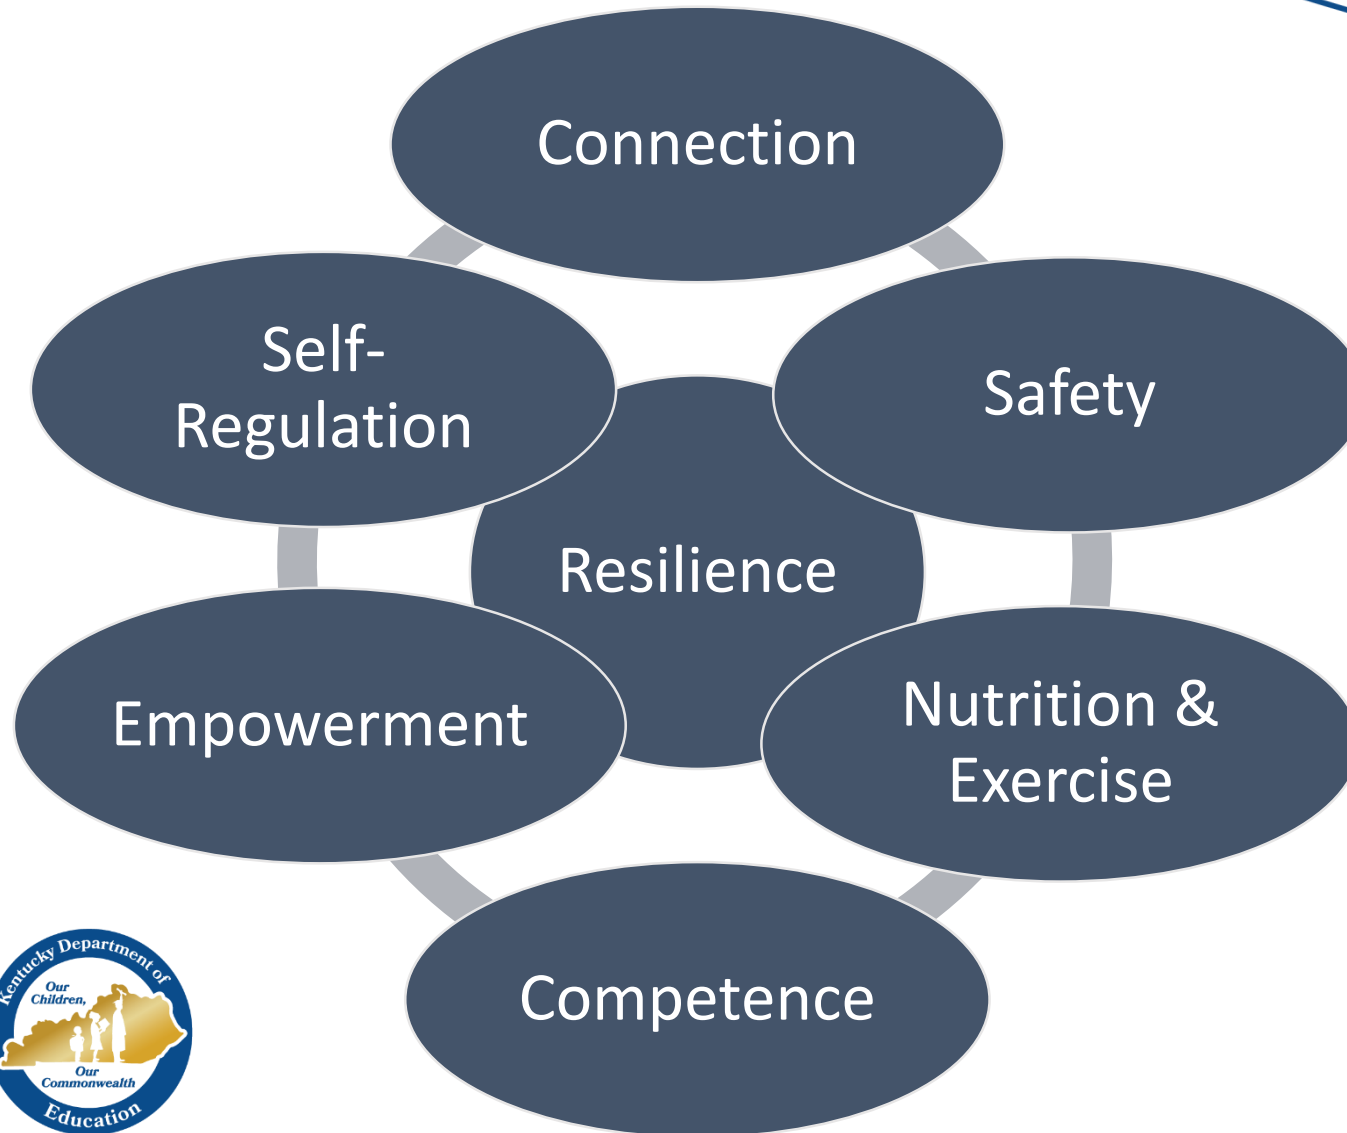 Connection
Self-
Regulation
Safety
Resilience
Empowerment
Nutrition &
Exercise
Competence
Kentucky Department of
Our
Children,
Our
Commonwealth
Education